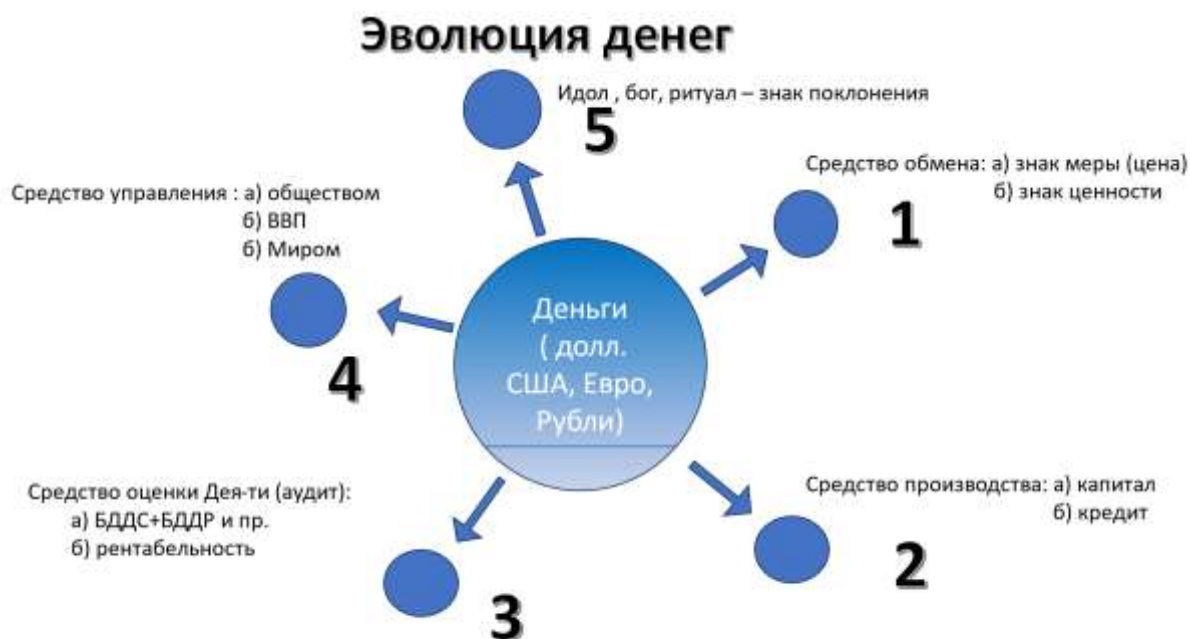 Эволюция денег
Идол , бог, ритуал – знак поклонения
5
Средство обмена: а) знак меры (цена)
б) знак ценности
1
Средство управления : а) обществом
б) ВВП
б) Миром
4
Деньги
( долл.
США, Евро,
Рубли)
Средство производства: а) капитал
б) кредит
2
Средство оценки Дея-ти (аудит):
а) БДДС+БДДР и пр.
б) рентабельность
3